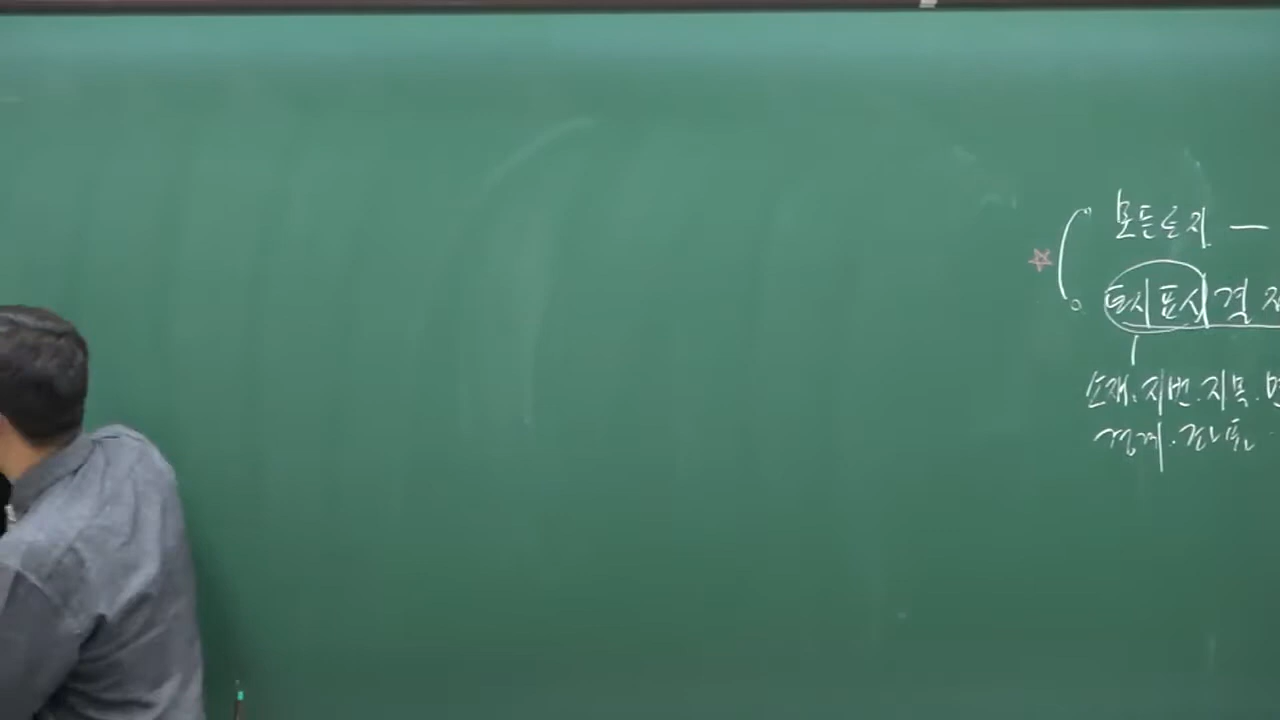 모든토지 —
토지표시 결
소재. 지번. 지목. 면
경계. 좌표.